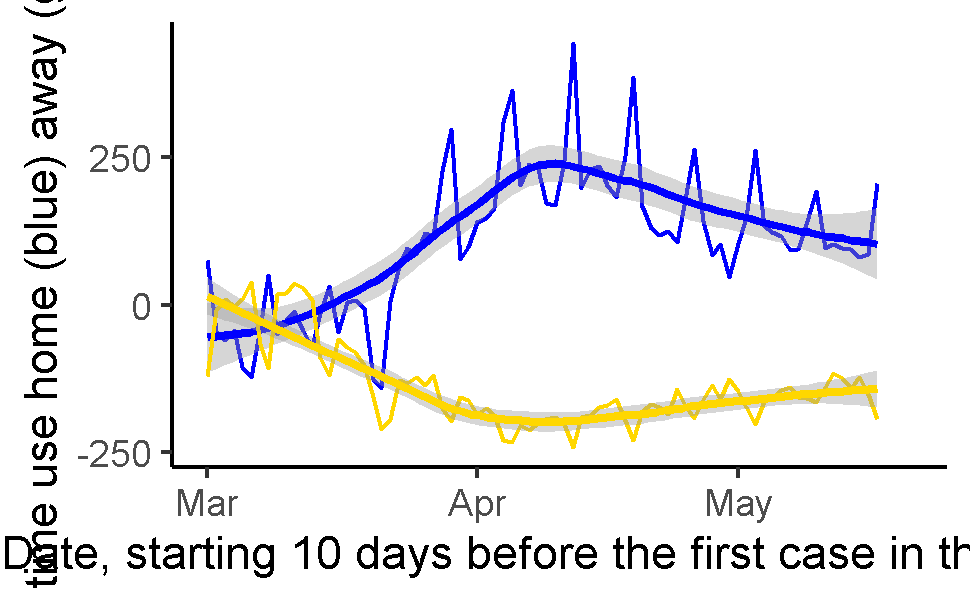 time use home (blue) away (
250
0
-250
Mar Apr May
Date, starting 10 days before the first case in th